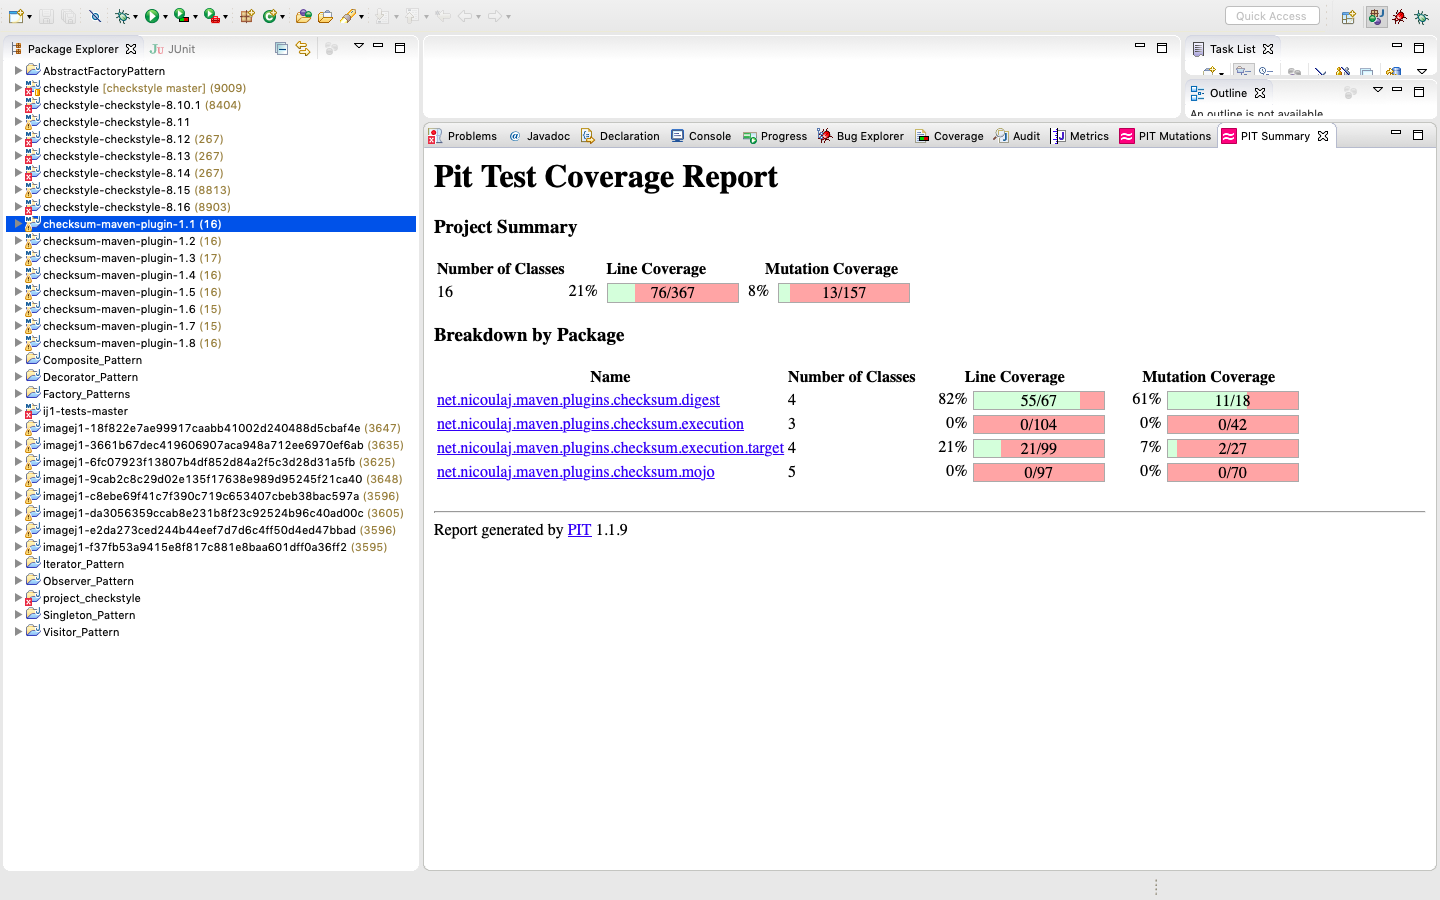 Quick Access
Package Explorer
JUnit
AbstractFactoryPattern
checkstyle [checkstyle master] (9009)
checkstyle-checkstyle-8.10.1 (8404)
checkstyle-checkstyle-8.11
checkstyle-checkstyle-8.12 (267)
checkstyle-checkstyle-8.13 (267)
checkstyle-checkstyle-8.14 (267)
checkstyle-checkstyle-8.15 (8813)
checkstyle-checkstyle-8.16 (8903)
checksum-maven-plugin-1.1 (16)
checksum-maven-plugin-1.2 (16)
checksum-maven-plugin-1.3 (17)
checksum-maven-plugin-1.4 (16)
checksum-maven-plugin-1.5 (16)
checksum-maven-plugin-1.6 (15)
checksum-maven-plugin-1.7 (15)
checksum-maven-plugin-1.8 (16)
Composite_Pattern
Decorator_Pattern
Factory_Patterns
ij1-tests-master
imagej1-18f822e7ae99917caabb41002d240488d5cbaf4e (3647)
imagej1-3661b67dec419606907aca948a712ee6970ef6ab (3635)
imagej1-6fc07923f13807b4df852d84a2f5c3d28d31a5fb (3625)
imagej1-9cab2c8c29d02e135f17638e989d95245f21ca40 (3648)
imagej1-c8ebe69f41c7f390c719c653407cbeb38bac597a (3596)
imagej1-da3056359ccab8e231b8f23c92524b96c40ad00c (3605)
imagej1-e2da273ced244b44eef7d7d6c4ff50d4ed47bbad (3596)
imagej1-f37fb53a9415e8f817c881e8baa601dff0a36ff2 (3595)
Iterator_Pattern
Observer_Pattern
project_checkstyle
Singleton_Pattern
Visitor_Pattern
Task List
Outline
An outline is not available.
Problems @ Javadoc Declaration Console Progress Bug Explorer Coverage Audit Metrics PIT Mutations PIT Summary
Pit Test Coverage Report
Project Summary
Number of Classes Line Coverage Mutation Coverage
16 21% 76/367 8% 13/157
Breakdown by Package
Name Number of Classes Line Coverage Mutation Coverage
net.nicoulaj.maven.plugins.checksum.digest 4 82% 55/67 61% 11/18
net.nicoulaj.maven.plugins.checksum.execution 3 0% 0/104 0% 0/42
net.nicoulaj.maven.plugins.checksum.execution.target 4 21% 21/99 7% 2/27
net.nicoulaj.maven.plugins.checksum.mojo 5 0% 0/97 0% 0/70
Report generated by PIT 1.1.9